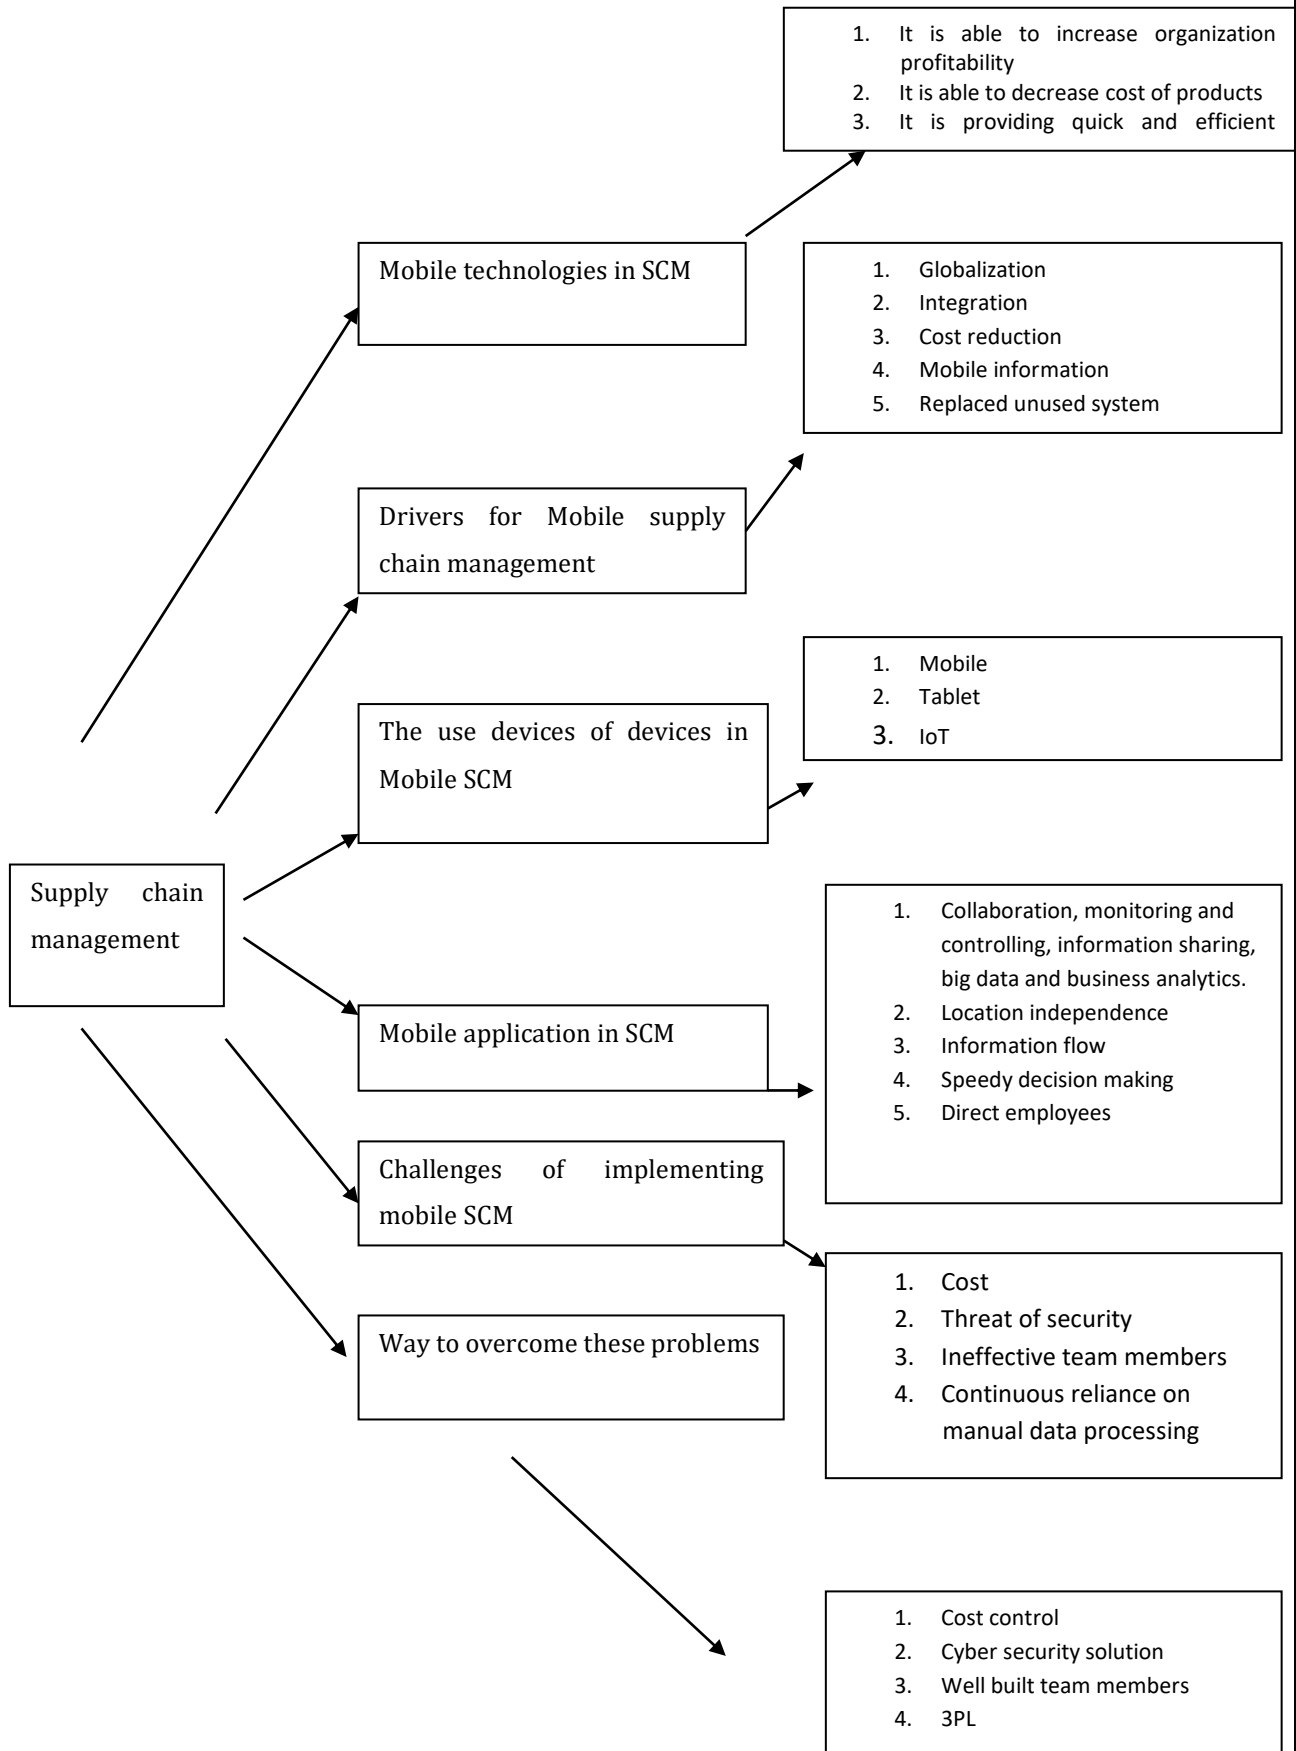 1. It is able to increase organization
profitability
2. It is able to decrease cost of products
3. It is providing quick and efficient
Mobile technologies in SCM
1. Globalization
2. Integration
3. Cost reduction
4. Mobile information
5. Replaced unused system
Drivers for Mobile supply
chain management
1. Mobile
2. Tablet
3. IoT
The use devices of devices in
Mobile SCM
Supply chain
management
1. Collaboration, monitoring and
controlling, information sharing,
big data and business analytics.
2. Location independence
3. Information flow
4. Speedy decision making
5. Direct employees
Mobile application in SCM
Challenges of implementing
mobile SCM
1. Cost
2. Threat of security
3. Ineffective team members
4. Continuous reliance on
manual data processing
Way to overcome these problems
1. Cost control
2. Cyber security solution
3. Well built team members
4. 3PL